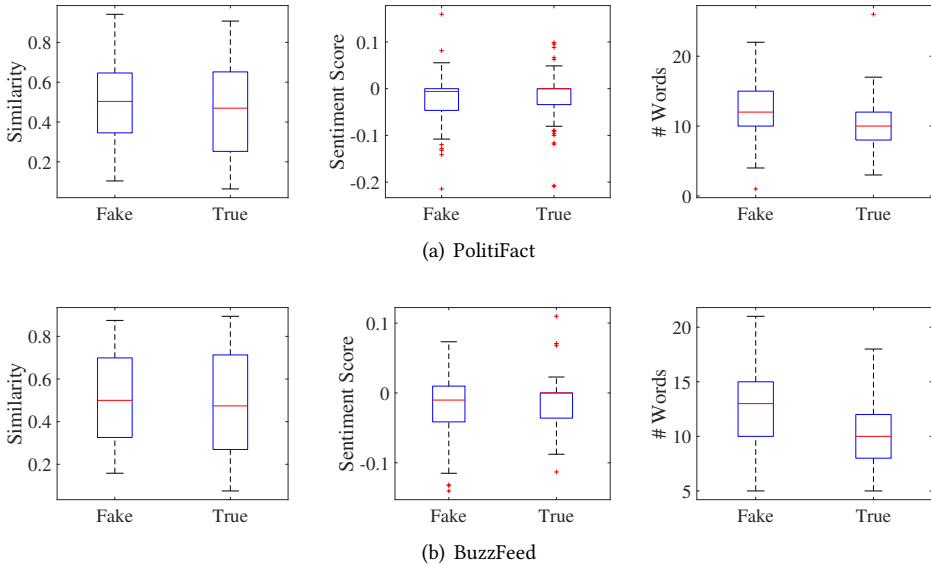 Similarity
0.8
0.6
0.4
0.2
Fake True
Sentiment Score
0.1
0
-0.1
-0.2
Fake True
# Words
20
10
0
Fake True
(a) PolitiFact
Similarity
0.8
0.6
0.4
0.2
Fake True
Sentiment Score
0.1
0
-0.1
Fake True
# Words
20
15
10
5
Fake True
(b) BuzzFeed